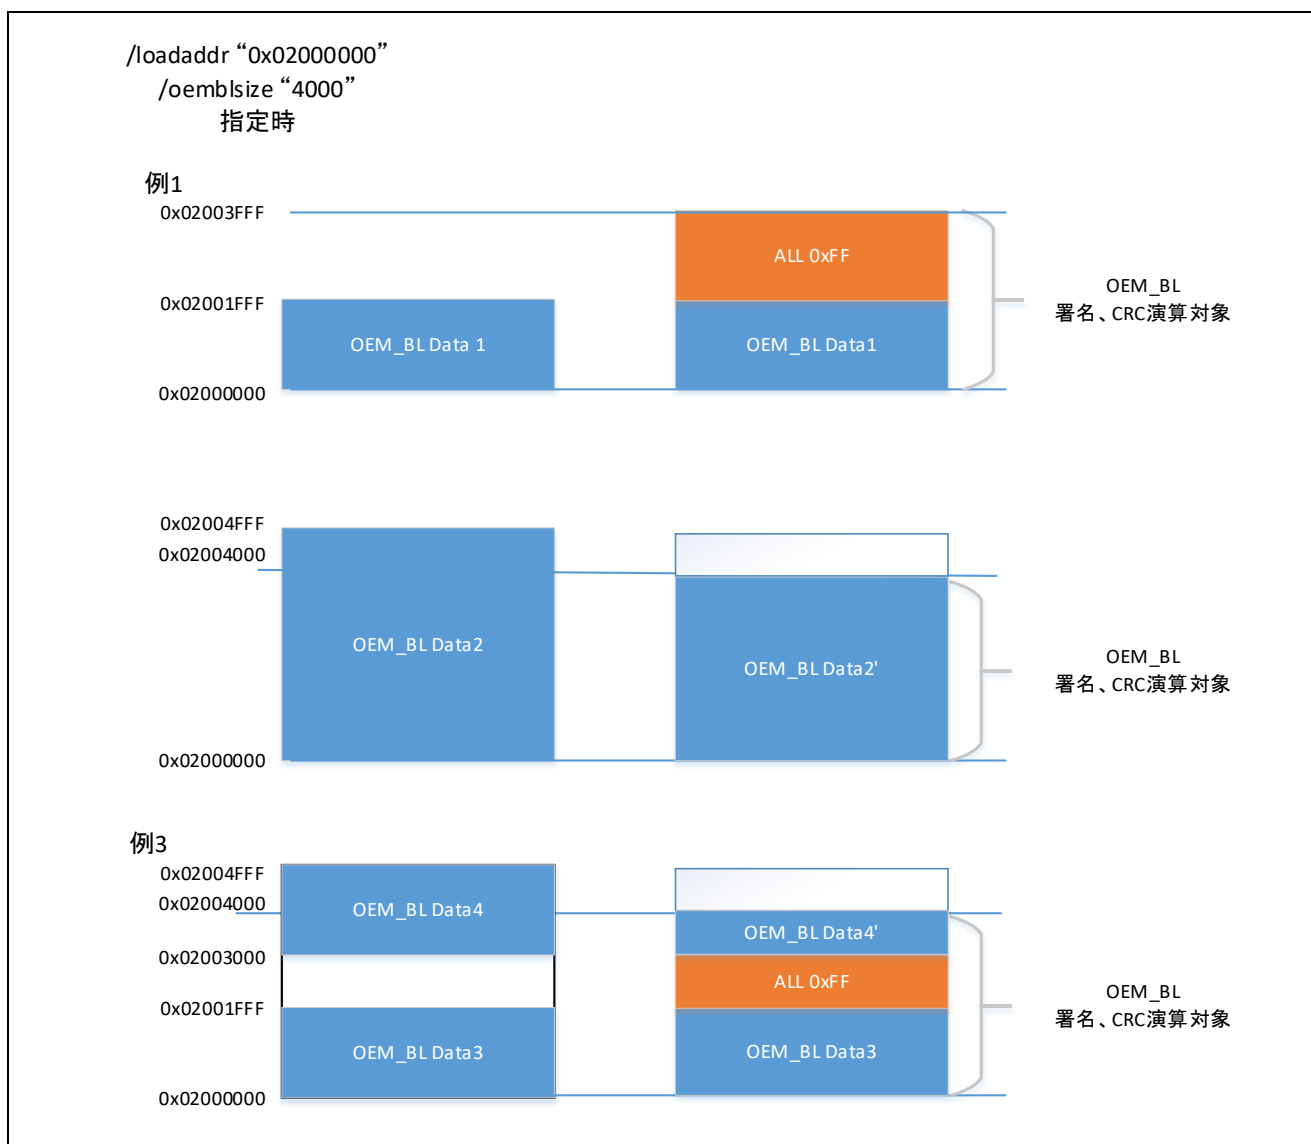 /loadaddr “0x02000000”
/oemblsize “4000”
指定時
例1
0x02003FFF
ALL 0xFF
0x02001FFF
OEM_BL Data 1
OEM_BL Data1
0x02000000
OEM_BL
署名、CRC演算対象
0x02004FFF
0x02004000
OEM_BL Data2
OEM_BL Data2'
0x02000000
OEM_BL
署名、CRC演算対象
例3
0x02004FFF
0x02004000
OEM_BL Data4
OEM_BL Data4'
0x02003000
ALL 0xFF
0x02001FFF
OEM_BL Data3
OEM_BL Data3
0x02000000
OEM_BL
署名、CRC演算対象